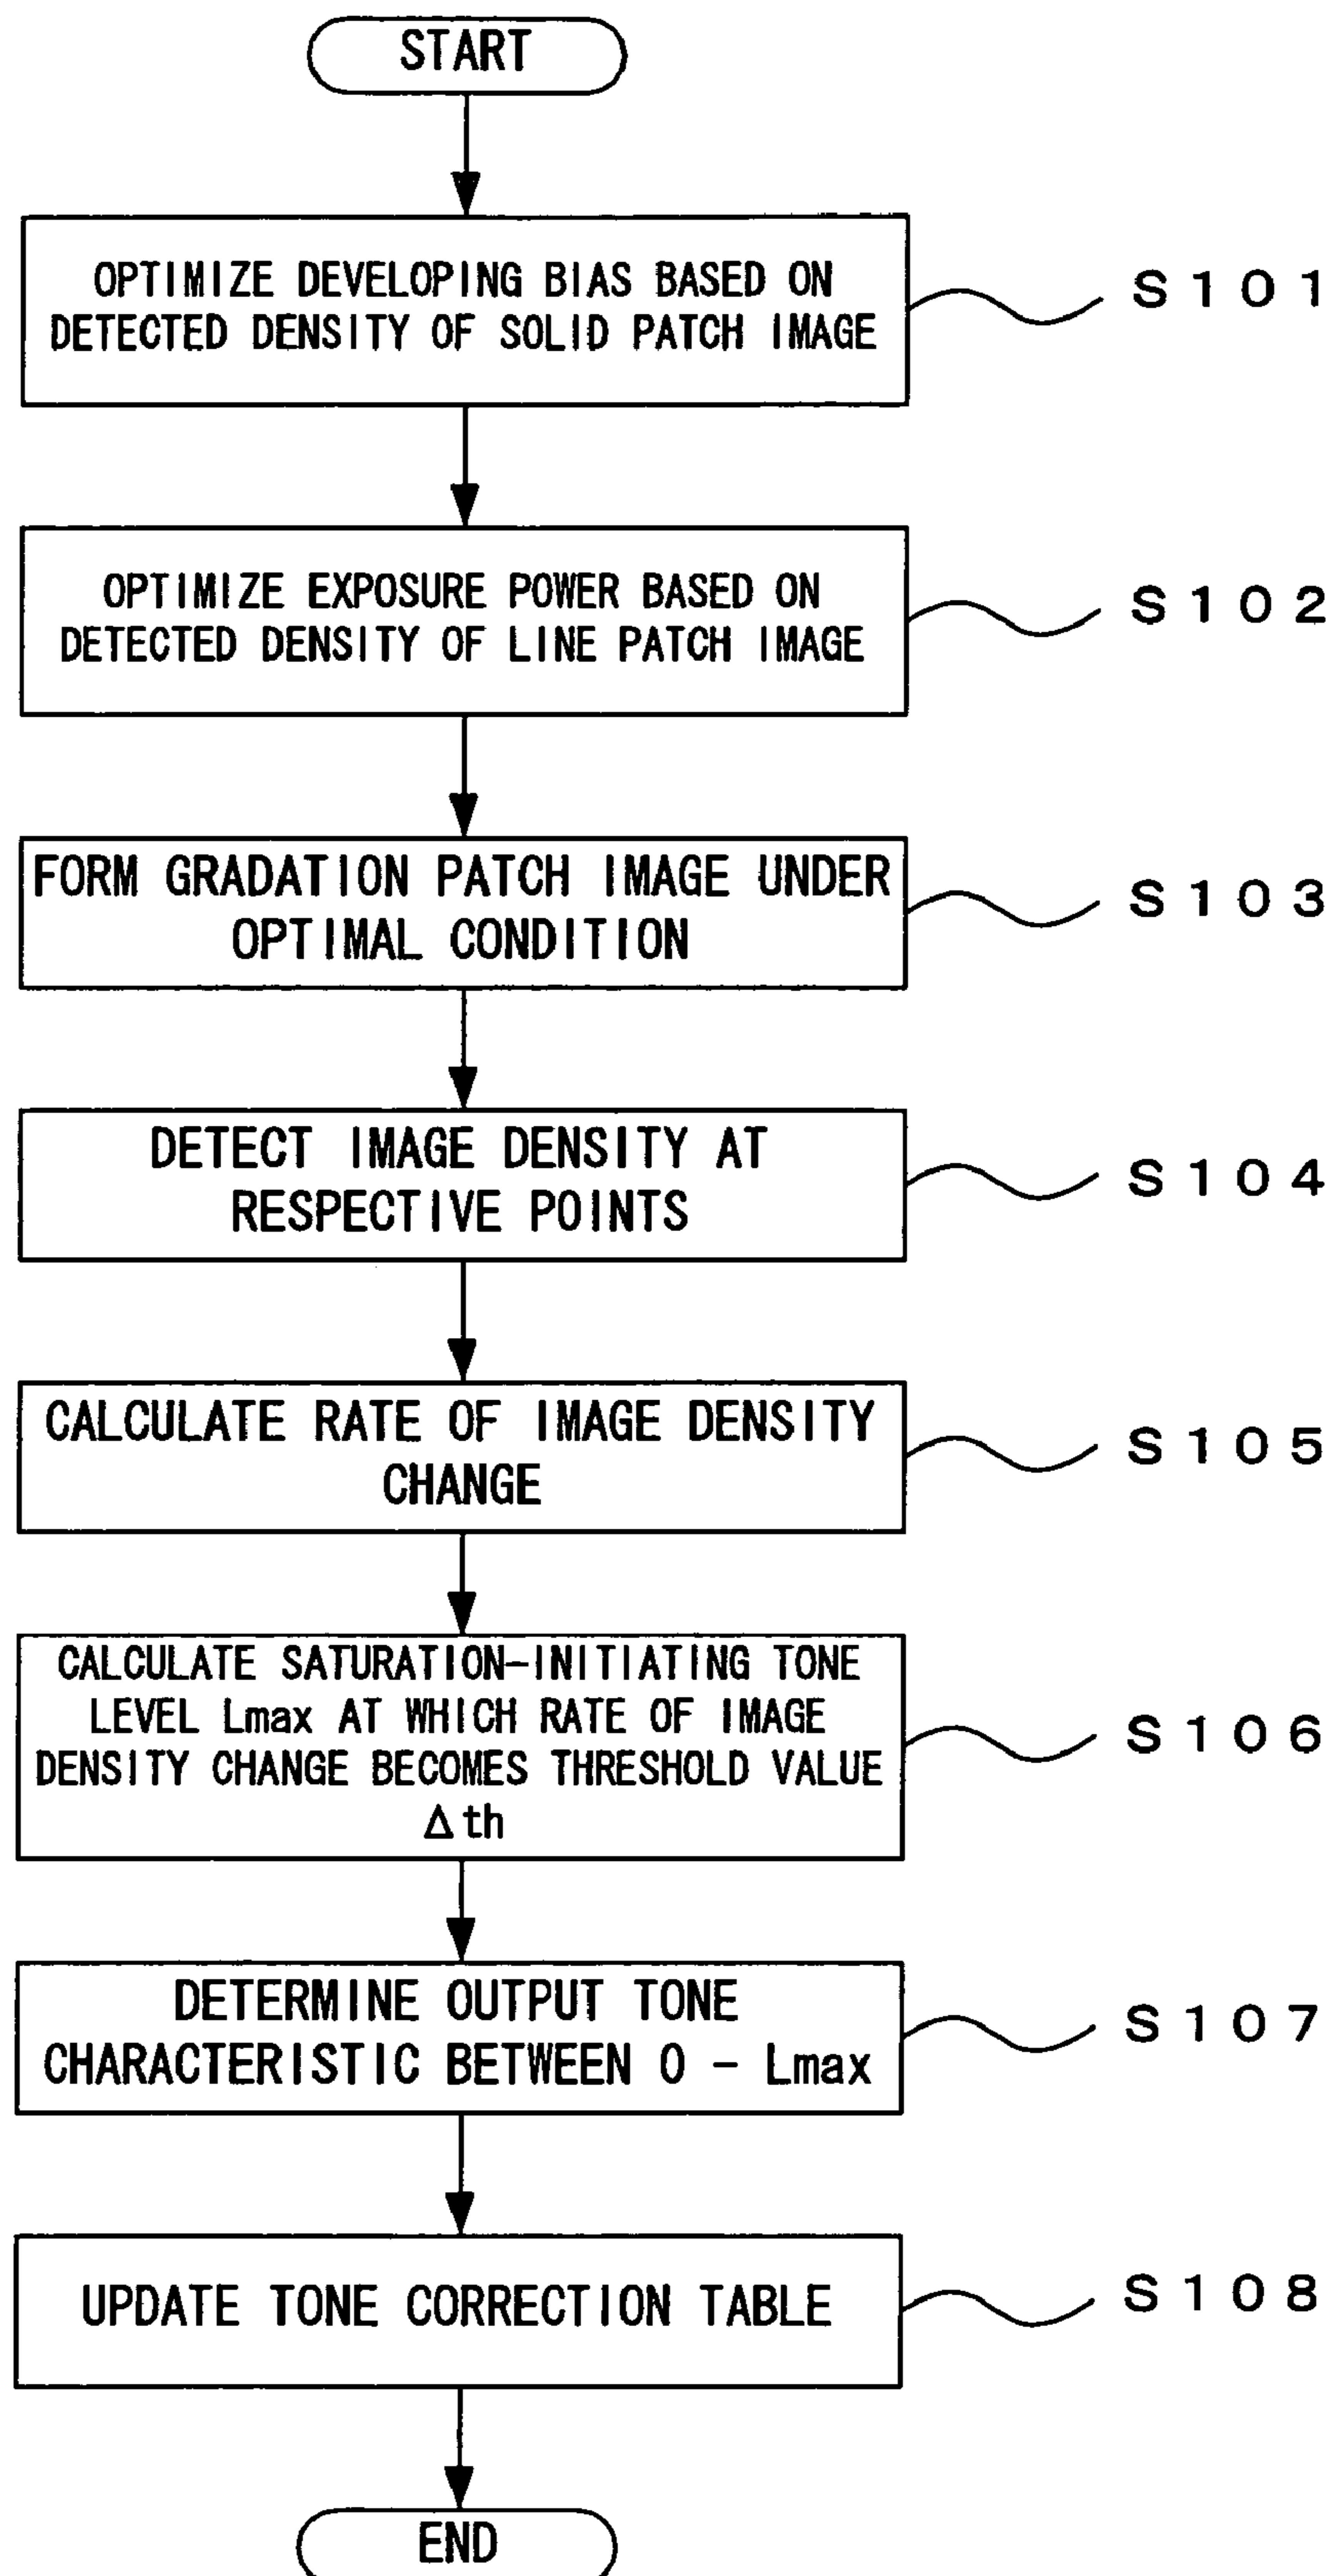 START
OPTIMIZE DEVELOPING BIAS BASED ON
DETECTED DENSITY OF SOLID PATCH IMAGE
S101
OPTIMIZE EXPOSURE POWER BASED ON
DETECTED DENSITY OF LINE PATCH IMAGE
S102
FORM GRADATION PATCH IMAGE UNDER
OPTIMAL CONDITION
S103
DETECT IMAGE DENSITY AT
RESPECTIVE POINTS
S104
CALCULATE RATE OF IMAGE DENSITY
CHANGE
S105
CALCULATE SATURATION-INITIATING TONE
LEVEL Lmax AT WHICH RATE OF IMAGE
DENSITY CHANGE BECOMES THRESHOLD VALUE
Δth
S106
DETERMINE OUTPUT TONE
CHARACTERISTIC BETWEEN 0 - Lmax
S107
UPDATE TONE CORRECTION TABLE
S108
END